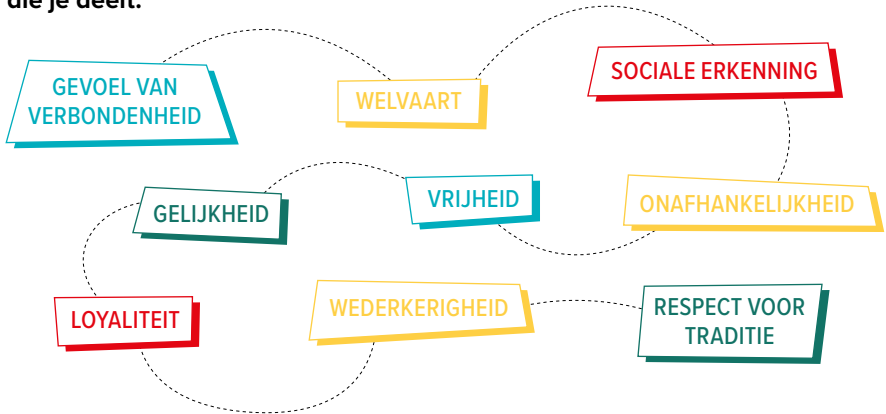 die je deelt.
GEVOEL VAN
VERBONDENHEID
WELVAART
SOCIALE ERKENNING
GELIJKHEID
VRIJHEID
ONAFHANKELIJKHEID
LOYALITEIT
WEDERKERIGHEID
RESPECT VOOR
TRADITIE